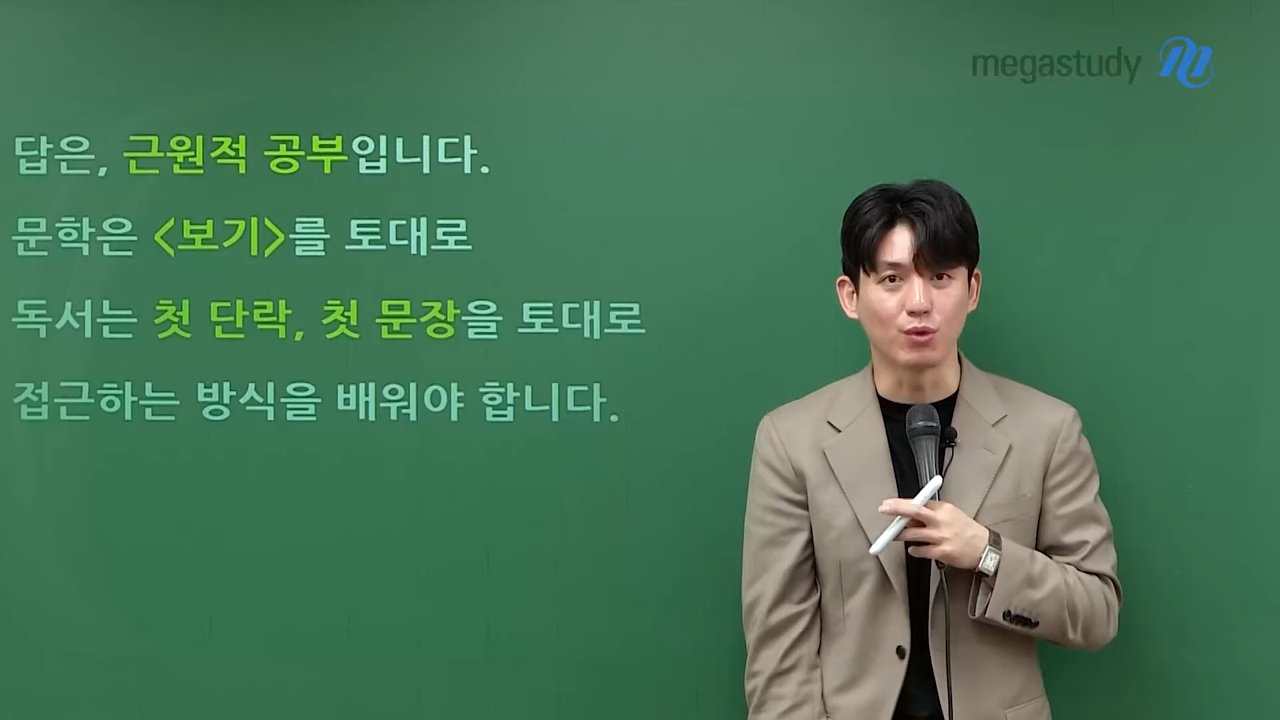 megastudy
답은, 근원적 공부입니다.
문학은 <보기>를 토대로
독서는 첫 단락, 첫 문장을 토대로
접근하는 방식을 배워야 합니다.